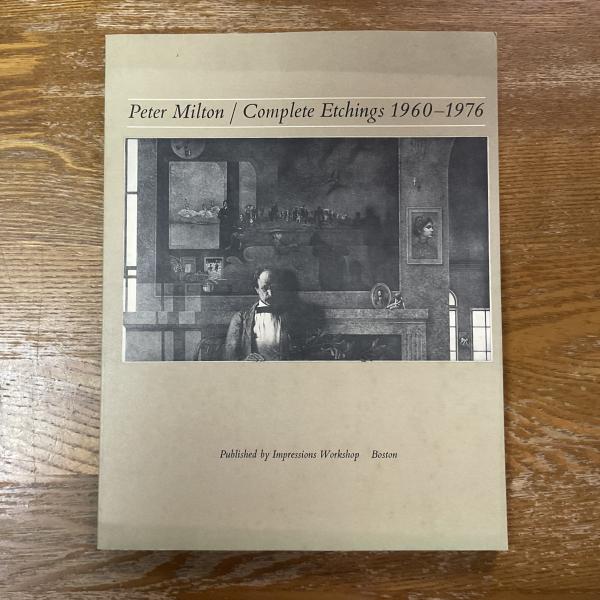 Peter Milton / Complete Etchings 1960–1976
Published by Impressions Workshop Boston